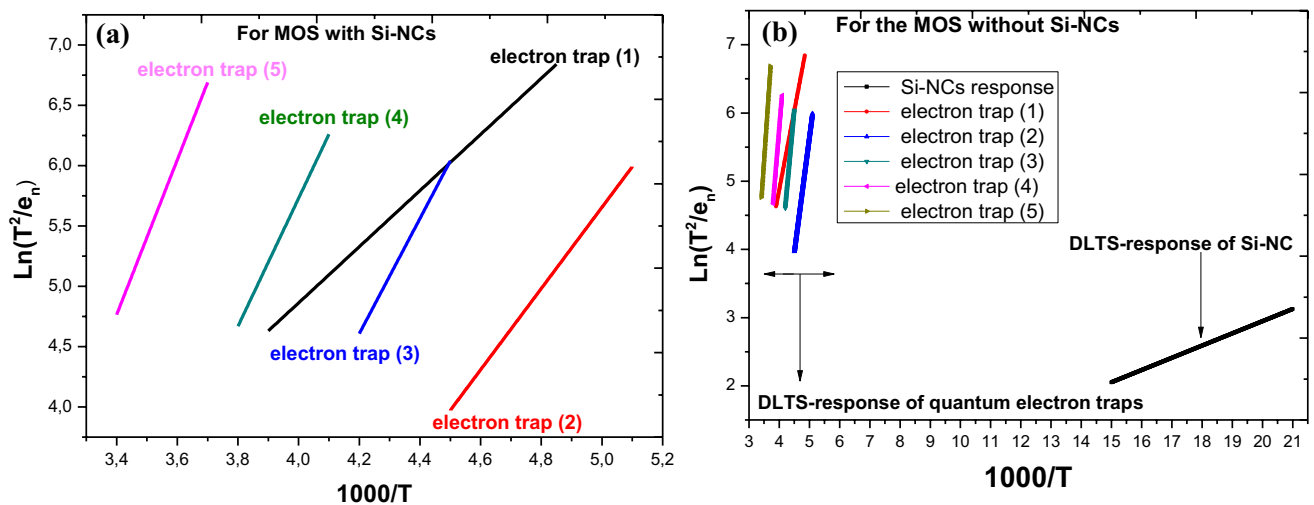 (a)
For MOS with Si-NCs
electron trap (1)
electron trap (5)
electron trap (4)
electron trap (3)
electron trap (2)
Ln(T²/eₙ)
7,0
6,5
6,0
5,5
5,0
4,5
4,0
3,4 3,6 3,8 4,0 4,2 4,4 4,6 4,8 5,0 5,2
1000/T
(b)
For the MOS without Si-NCs
Si-NCs response
electron trap (1)
electron trap (2)
electron trap (3)
electron trap (4)
electron trap (5)
DLTS-response of Si-NC
DLTS-response of quantum electron traps
Ln(T²/eₙ)
7
6
5
4
3
2
3 4 5 6 7 8 9 10 11 12 13 14 15 16 17 18 19 20 21
1000/T